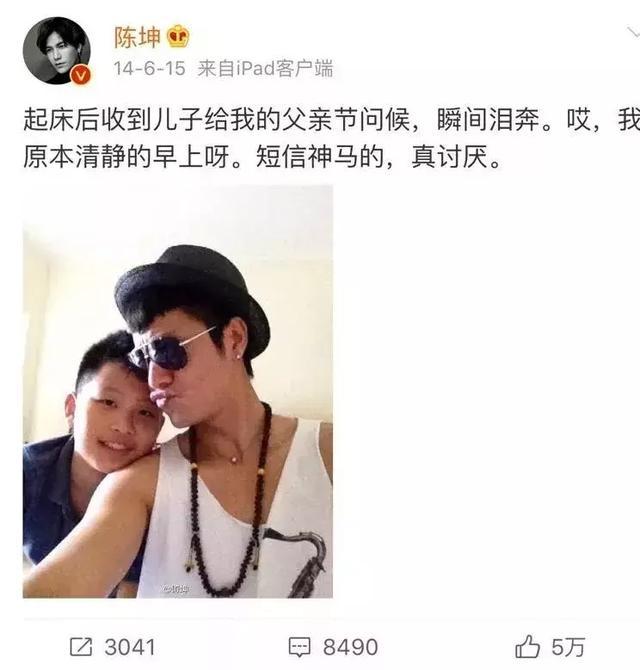 陈坤
14-6-15 来自iPad客户端
起床后收到儿子给我的父亲节问候，瞬间泪奔。哎，我
原本清静的早上呀。短信神马的，真讨厌。
@坤坤
3041
8490
5万